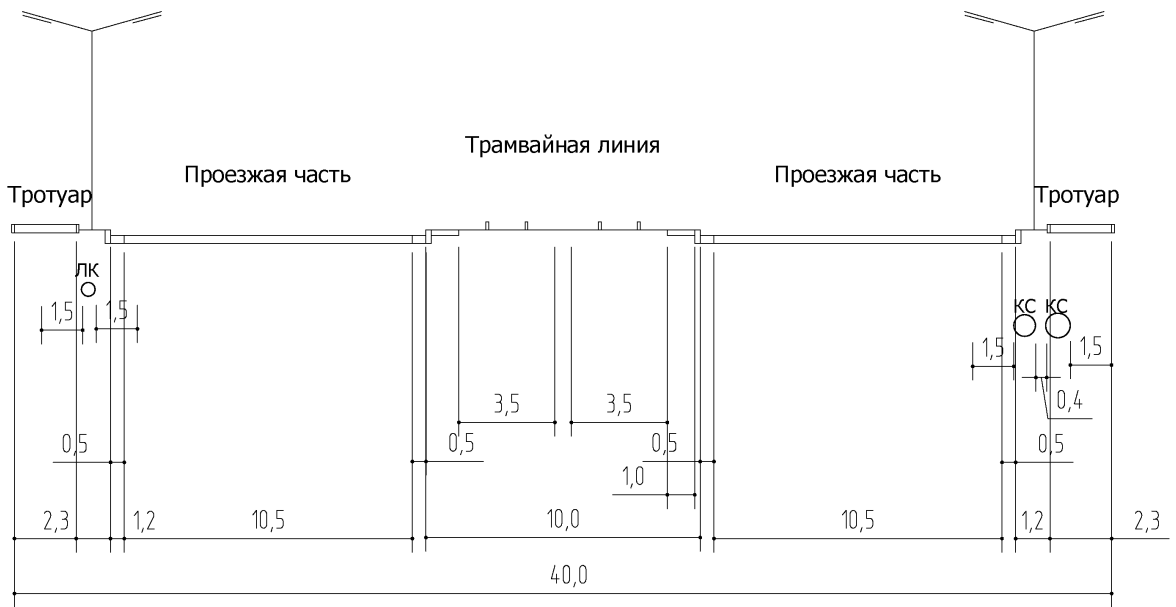 Трамвайная линия
Проезжая часть
Проезжая часть
Тротуар
Тротуар
ЛК
КС КС
1,5 1,5
1,5 1,5
3,5 3,5
0,4
0,5 0,5 0,5 0,5
1,0
2,3 1,2 10,5 10,0 10,5 1,2 2,3
40,0